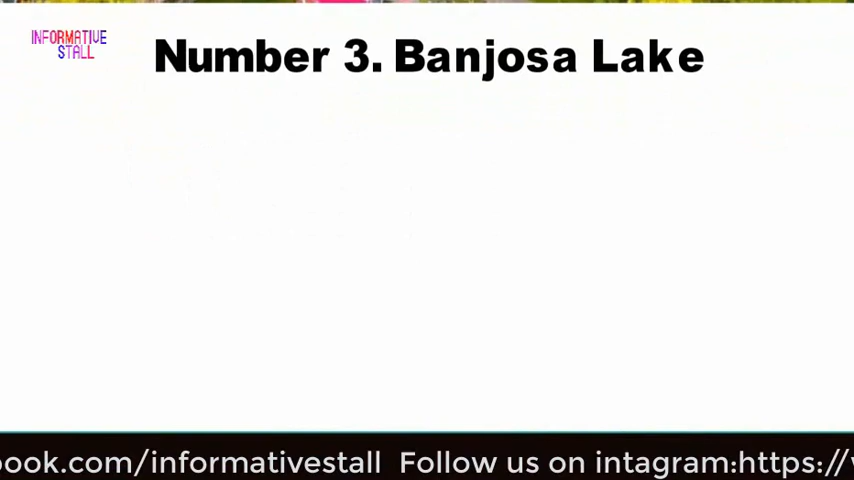 INFORMATIVE
STALL
Number 3. Banjosa Lake
ook.com/informativestall Follow us on intagram:https://